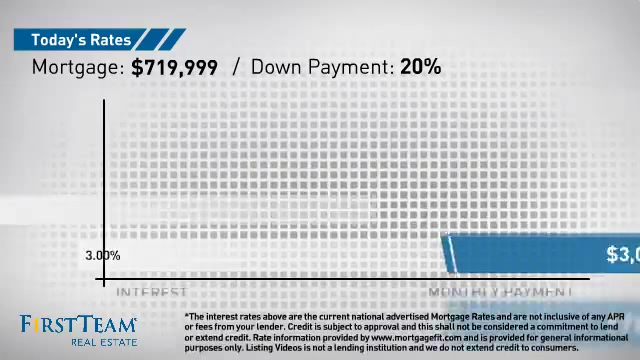 Today's Rates
Mortgage: $719,999 / Down Payment: 20%
3.00%
INTEREST MONTHLY PAYMENT
FIRSTTEAM®
REAL ESTATE
*The interest rates above are the current national advertised Mortgage Rates and are not inclusive of any APR
or fees from your lender. Credit is subject to approval and this shall not be considered a commitment to lend
or extend credit. Rate information provided by www.mortgagefit.com and is provided for general informational
purposes only. Listing Videos is not a lending institution and we do not extend credit to consumers.